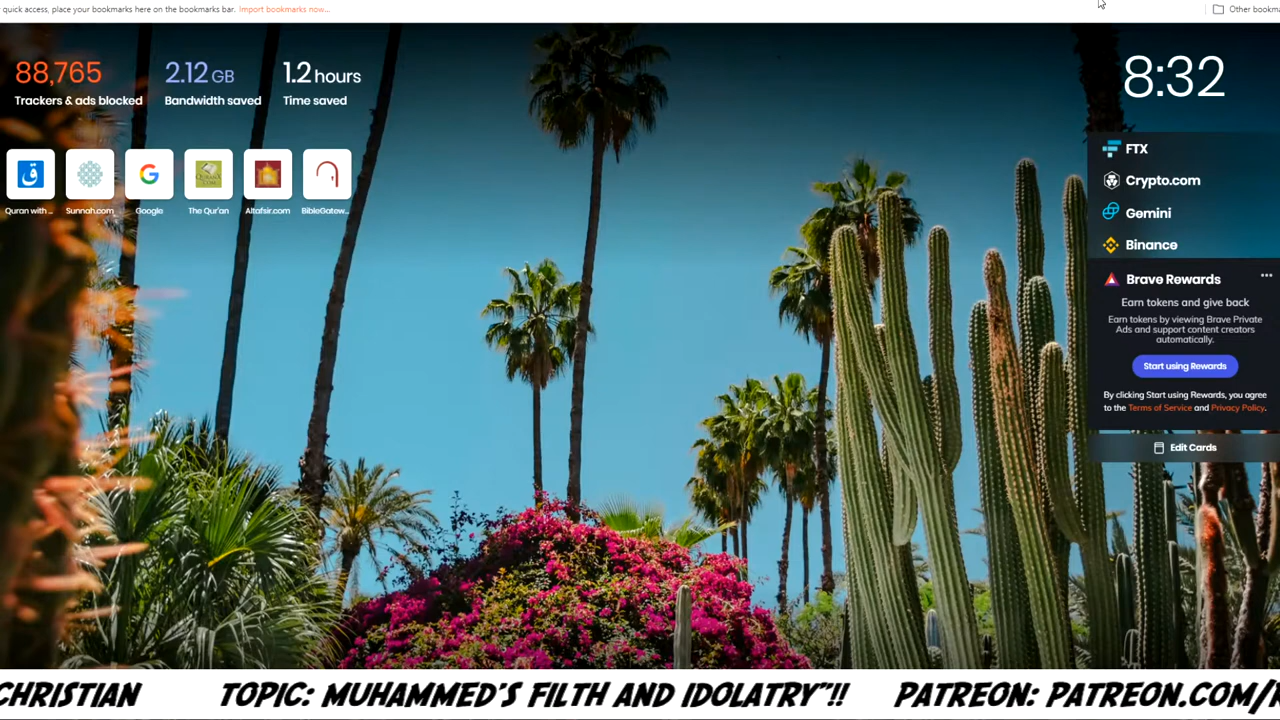 quick access, place your bookmarks here on the bookmarks bar. Import bookmarks now...
Other bookma
88,765
Trackers & ads blocked
2.12 GB
Bandwidth saved
1.2 hours
Time saved
8:32
Quran with ...
Sunnah.com
Google
The Qur'an
Altafsir.com
BibleGatew...
FTX
Crypto.com
Gemini
Binance
Brave Rewards
Earn tokens and give back
Earn tokens by viewing Brave Private
Ads and support content creators
automatically.
Start using Rewards
By clicking Start using Rewards, you agree
to the Terms of Service and Privacy Policy.
Edit Cards
CHRISTIAN TOPIC: MUHAMMED'S FILTH AND IDOLATRY"!! PATREON: PATREON.COM/